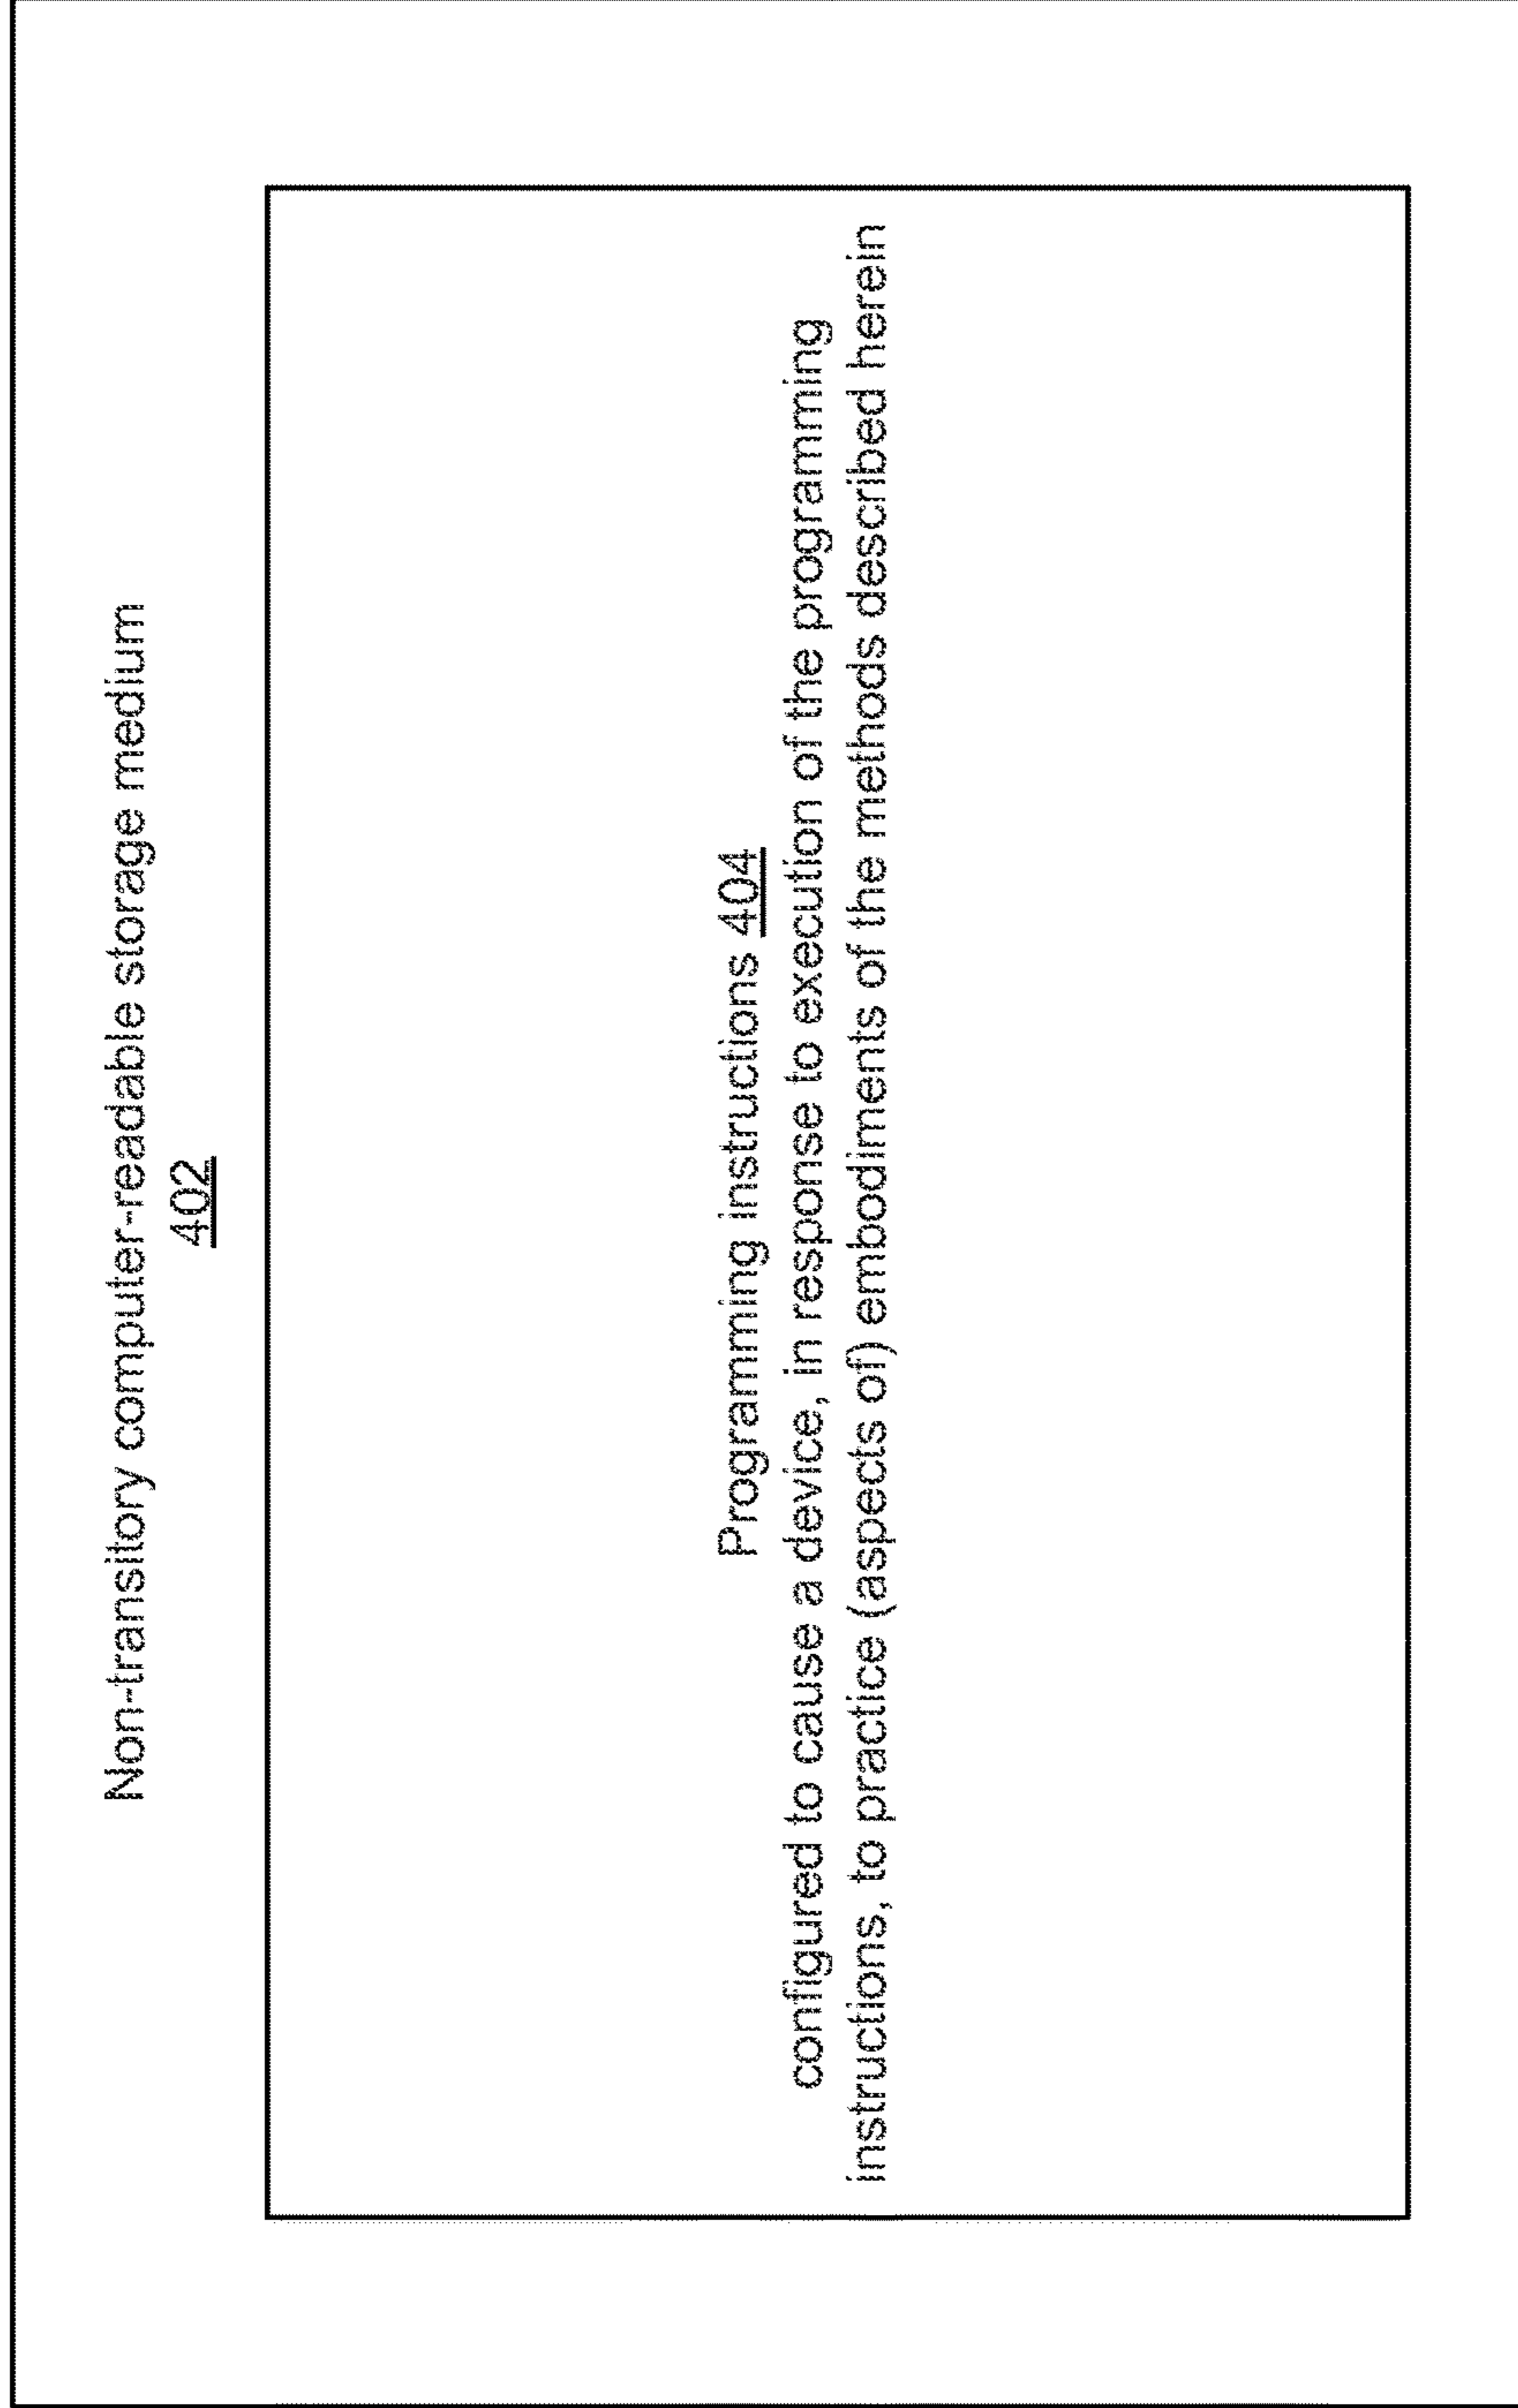 Non-transitory computer-readable storage medium
402
Programming instructions 404
configured to cause a device, in response to execution of the programming
instructions, to practice (aspects of) embodiments of the methods described herein